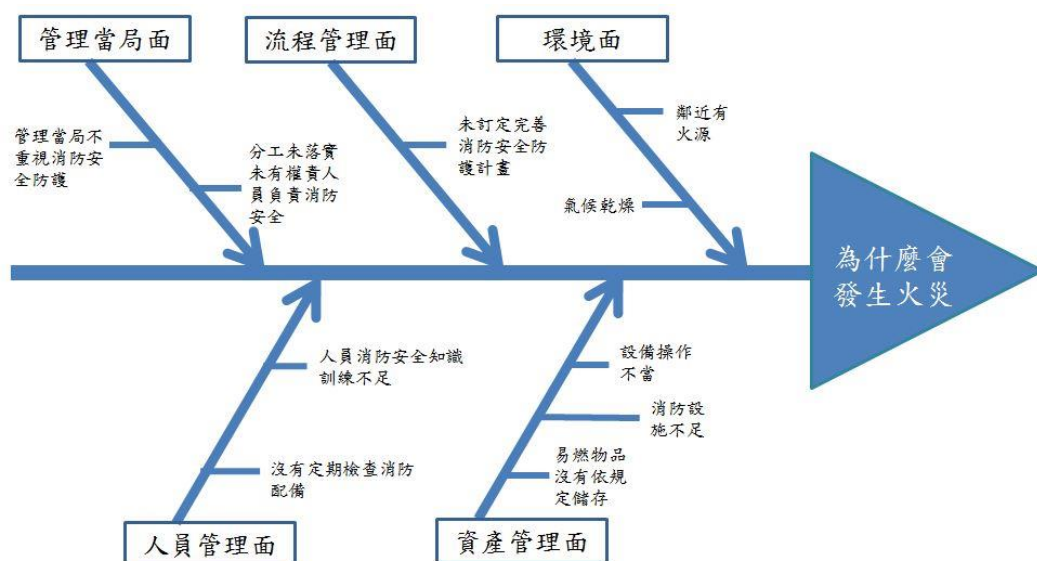 管理當局面
流程管理面
環境面
管理當局不
重視消防安
全防護
分工未落實
未有權責人
員負責消防
安全
未訂定完善
消防安全防
護計畫
鄰近有
火源
氣候乾燥
為什麼會
發生火災
人員消防安全知識
訓練不足
沒有定期檢查消防
配備
設備操作
不當
消防設
施不足
易燃物品
沒有依規
定儲存
人員管理面
資產管理面